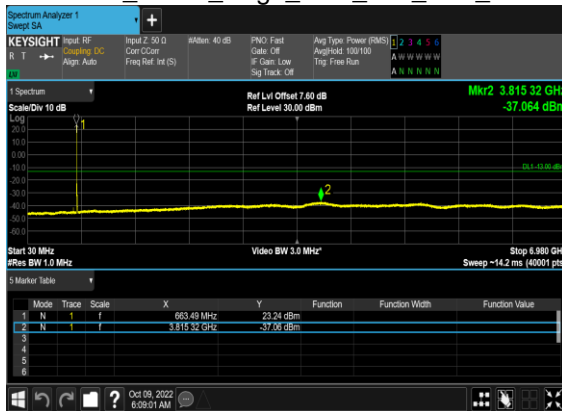 Spectrum Analyzer 1
Swept SA
+
KEYSIGHT Input: RF Input Z: 50 Ω #Atten: 40 dB PNO: Fast Avg Type: Power (RMS) 1 2 3 4 5 6
R T Coupling: DC Corr CCorr Gate: Off Avg|Hold: 100/100 A W W W W W
Align: Auto Freq Ref: Int (S) IF Gain: Low Trig: Free Run
Sig Track: Off A N N N N N
1 Spectrum Ref Lvl Offset 7.60 dB Mkr2 3.815 32 GHz
Scale/Div 10 dB Ref Level 30.00 dBm -37.064 dBm
Log
1
20.0
10.0
0.00
-10.0
DL1 -13.00 dBm
-20.0
-30.0
2
-40.0
-50.0
-60.0
Start 30 MHz Video BW 3.0 MHz* Stop 6.980 GHz
#Res BW 1.0 MHz Sweep ~14.2 ms (40001 pts)
5 Marker Table
Mode Trace Scale X Y Function Function Width Function Value
1 N 1 f 663.49 MHz 23.24 dBm
2 N 1 f 3.815 32 GHz -37.06 dBm
3
4
5
6
? Oct 09, 2022
6:09:01 AM